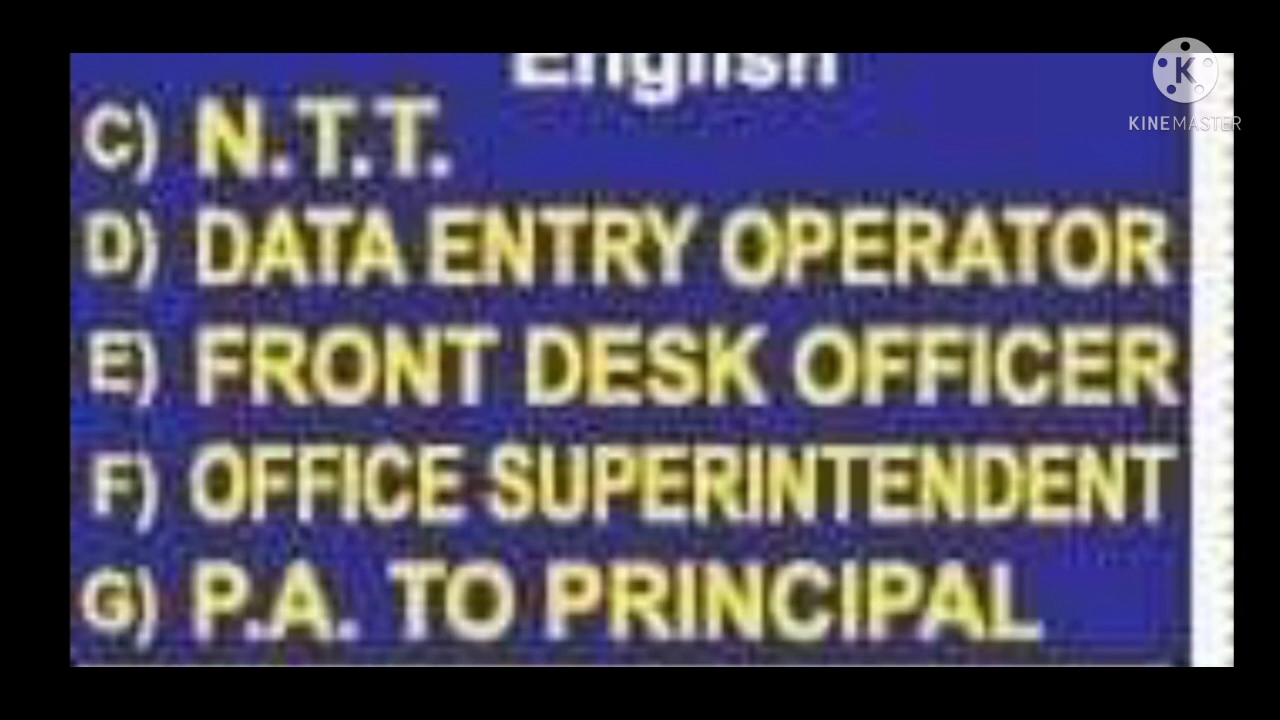 English
C) N.T.T.
D) DATA ENTRY OPERATOR
E) FRONT DESK OFFICER
F) OFFICE SUPERINTENDENT
G) P.A. TO PRINCIPAL
K
KINEMASTER